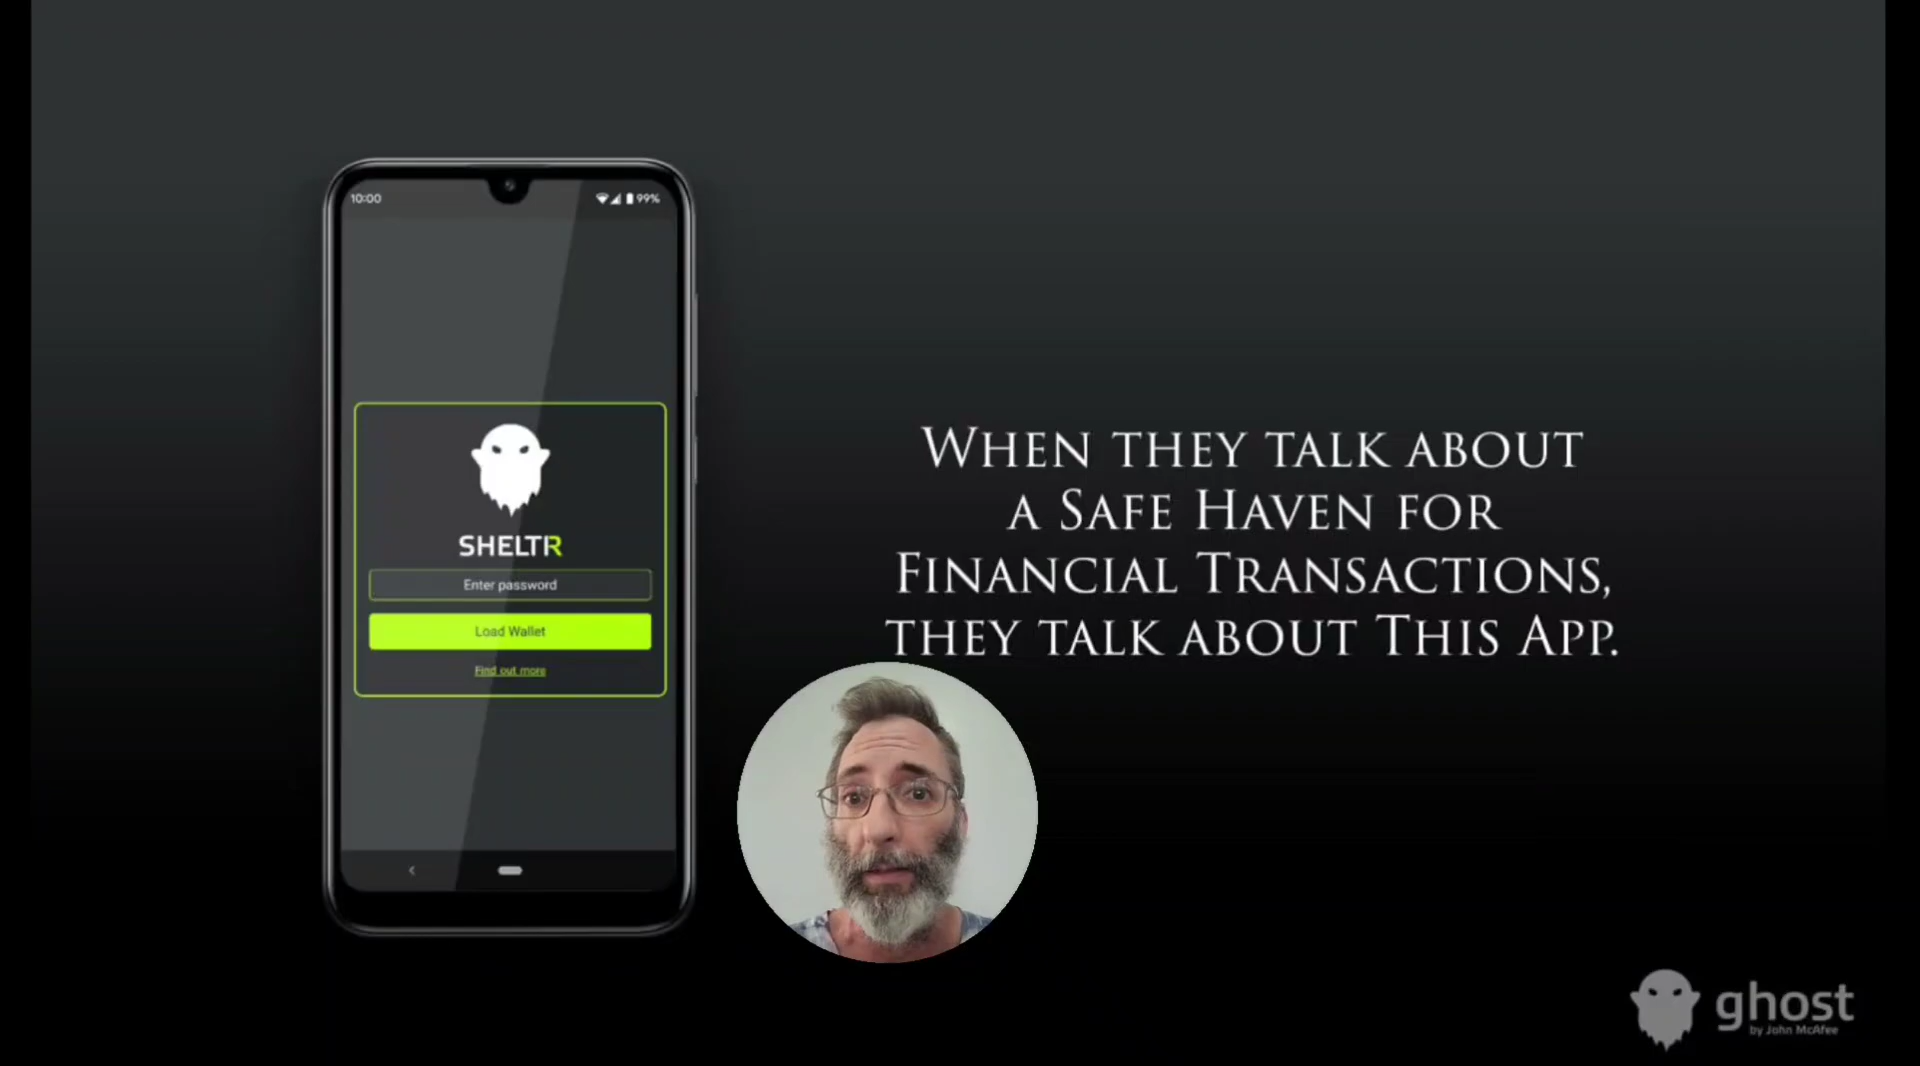 10:00
99%
SHELTR
Enter password
Load Wallet
Find out more
WHEN THEY TALK ABOUT
A SAFE HAVEN FOR
FINANCIAL TRANSACTIONS,
THEY TALK ABOUT THIS APP.
ghost
by John McAfee